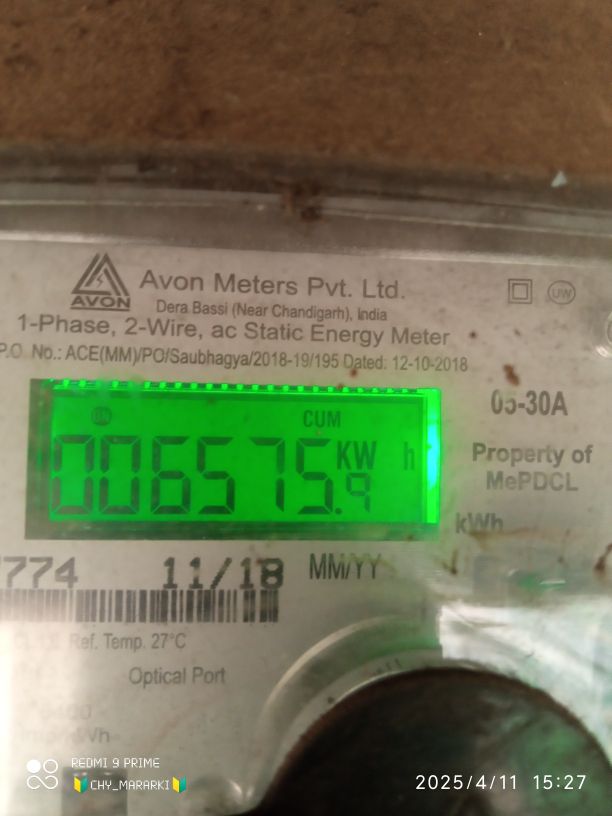 AVON
Avon Meters Pvt. Ltd.
Dera Bassi (Near Chandigarh), India
1-Phase, 2-Wire, ac Static Energy Meter
P.O No.: ACE(MM)/PO/Saubhagya/2018-19/195 Dated: 12-10-2018
UW
05-30A
CUM
006575.9 KW h
Property of
MePDCL
kWh
774 11/18 MM/YY
Ref. Temp. 27°C
Optical Port
REDMI 9 PRIME
CHY_MARARKI
2025/4/11 15:27